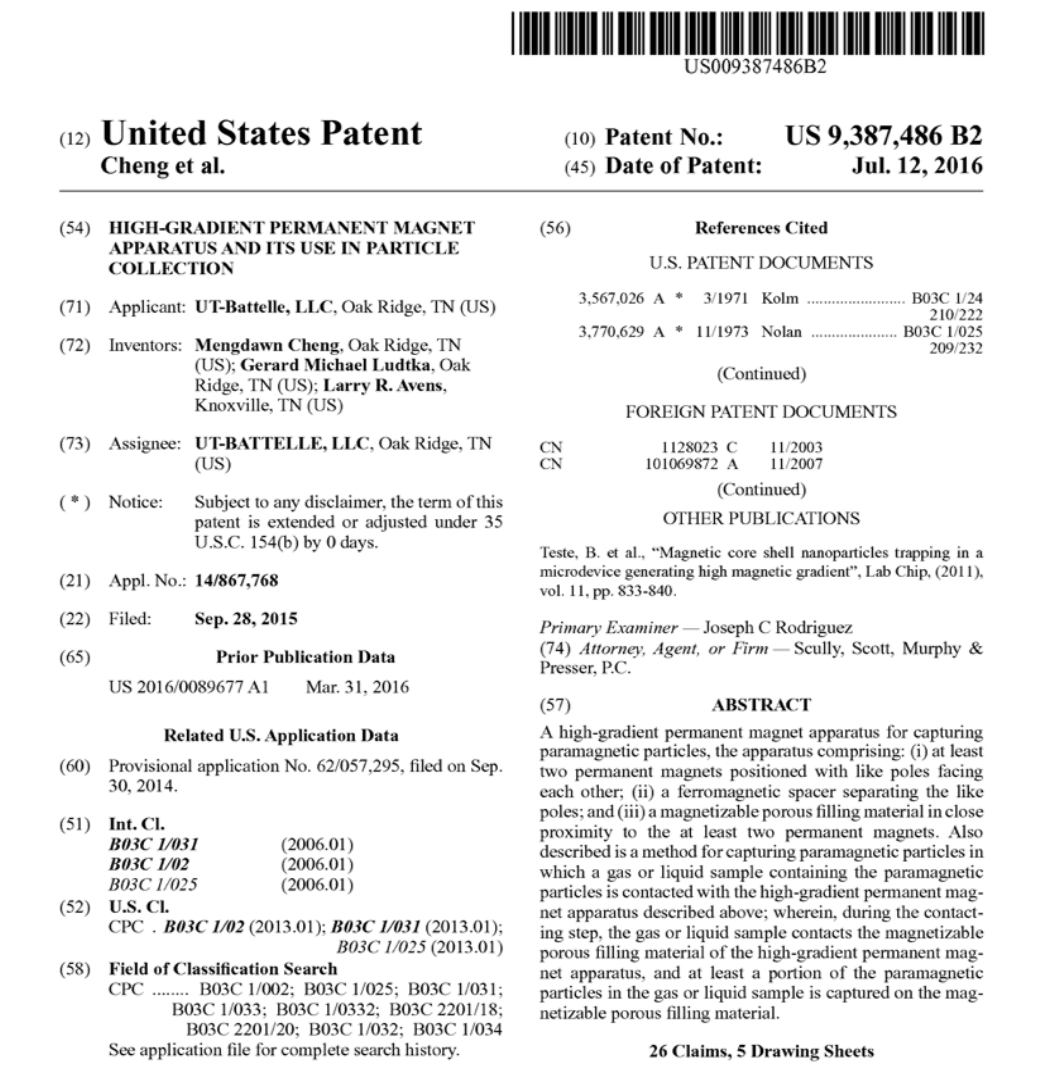 US009387486B2
(12) United States Patent
Cheng et al.
(10) Patent No.: US 9,387,486 B2
(45) Date of Patent: Jul. 12, 2016
(54) HIGH-GRADIENT PERMANENT MAGNET
APPARATUS AND ITS USE IN PARTICLE
COLLECTION
(71) Applicant: UT-Battelle, LLC, Oak Ridge, TN (US)
(72) Inventors: Mengdawn Cheng, Oak Ridge, TN
(US); Gerard Michael Ludtka, Oak
Ridge, TN (US); Larry R. Avens,
Knoxville, TN (US)
(73) Assignee: UT-BATTELLE, LLC, Oak Ridge, TN
(US)
( * ) Notice: Subject to any disclaimer, the term of this
patent is extended or adjusted under 35
U.S.C. 154(b) by 0 days.
(21) Appl. No.: 14/867,768
(22) Filed: Sep. 28, 2015
(65) Prior Publication Data
US 2016/0089677 A1 Mar. 31, 2016
Related U.S. Application Data
(60) Provisional application No. 62/057,295, filed on Sep.
30, 2014.
(51) Int. Cl.
B03C 1/031 (2006.01)
B03C 1/02 (2006.01)
B03C 1/025 (2006.01)
(52) U.S. Cl.
CPC . B03C 1/02 (2013.01); B03C 1/031 (2013.01);
B03C 1/025 (2013.01)
(58) Field of Classification Search
CPC ........ B03C 1/002; B03C 1/025; B03C 1/031;
B03C 1/033; B03C 1/0332; B03C 2201/18;
B03C 2201/20; B03C 1/032; B03C 1/034
See application file for complete search history.
(56) References Cited
U.S. PATENT DOCUMENTS
3,567,026 A * 3/1971 Kolm ........................ B03C 1/24
210/222
3,770,629 A * 11/1973 Nolan ..................... B03C 1/025
209/232
(Continued)
FOREIGN PATENT DOCUMENTS
CN 1128023 C 11/2003
CN 101069872 A 11/2007
(Continued)
OTHER PUBLICATIONS
Teste, B. et al., “Magnetic core shell nanoparticles trapping in a
microdevice generating high magnetic gradient”, Lab Chip, (2011),
vol. 11, pp. 833-840.
Primary Examiner — Joseph C Rodriguez
(74) Attorney, Agent, or Firm — Scully, Scott, Murphy &
Presser, P.C.
(57) ABSTRACT
A high-gradient permanent magnet apparatus for capturing
paramagnetic particles, the apparatus comprising: (i) at least
two permanent magnets positioned with like poles facing
each other; (ii) a ferromagnetic spacer separating the like
poles; and (iii) a magnetizable porous filling material in close
proximity to the at least two permanent magnets. Also
described is a method for capturing paramagnetic particles in
which a gas or liquid sample containing the paramagnetic
particles is contacted with the high-gradient permanent mag-
net apparatus described above; wherein, during the contact-
ing step, the gas or liquid sample contacts the magnetizable
porous filling material of the high-gradient permanent mag-
net apparatus, and at least a portion of the paramagnetic
particles in the gas or liquid sample is captured on the mag-
netizable porous filling material.
26 Claims, 5 Drawing Sheets